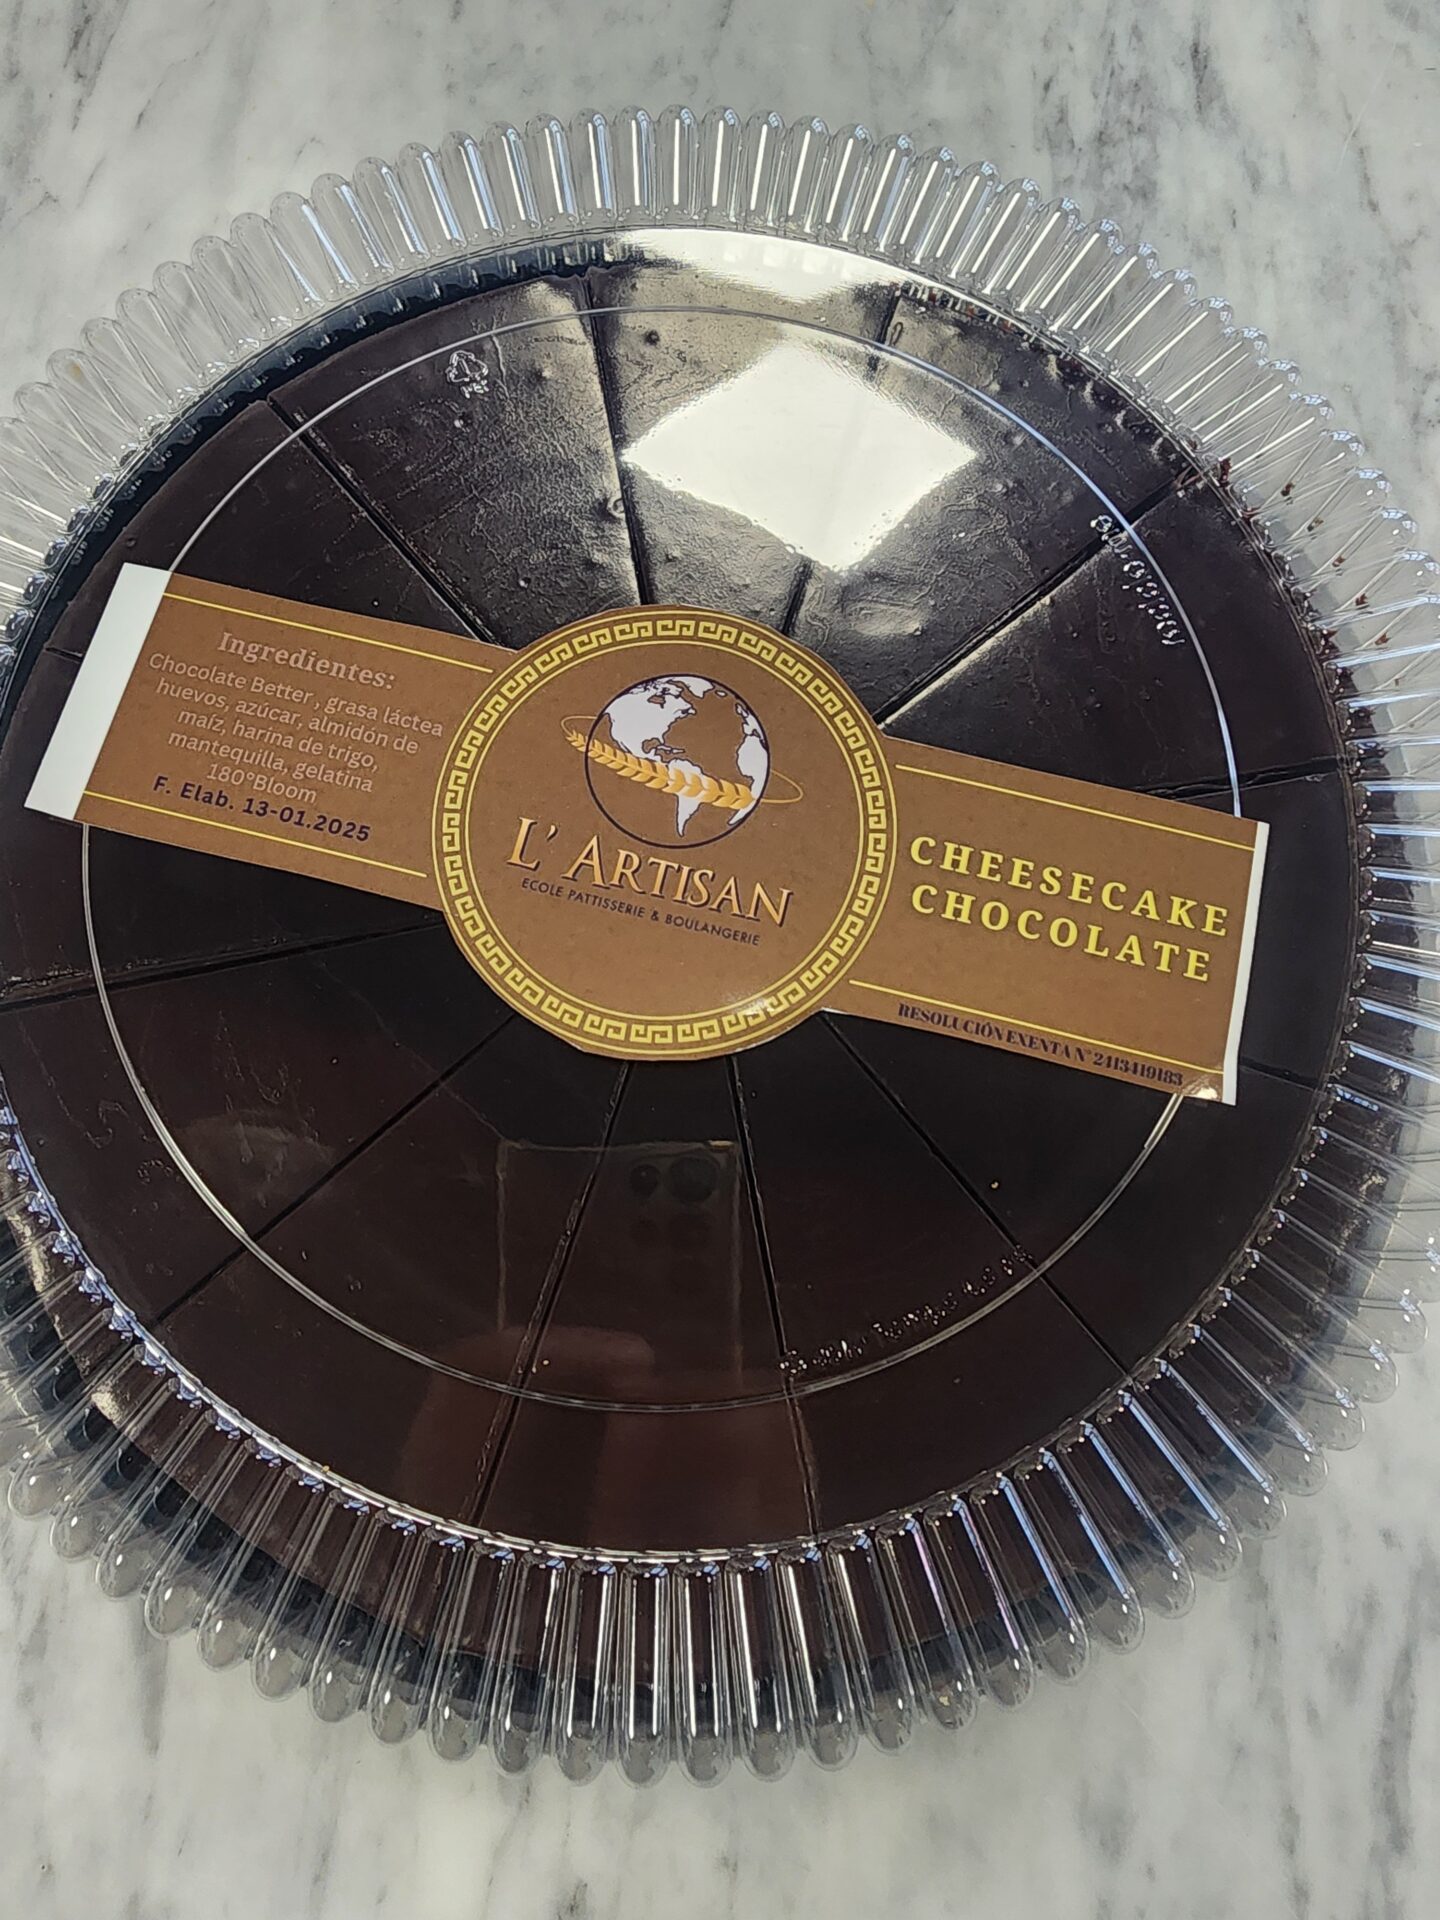 Ingredientes:
Chocolate Better , grasa láctea
huevos, azúcar, almidón de
maíz, harina de trigo,
mantequilla, gelatina
180°Bloom
F. Elab. 13-01.2025
L' ARTISAN
ECOLE PATTISSERIE & BOULANGERIE
CHEESECAKE
CHOCOLATE
RESOLUCIÓN EXENTA N° 2413419183